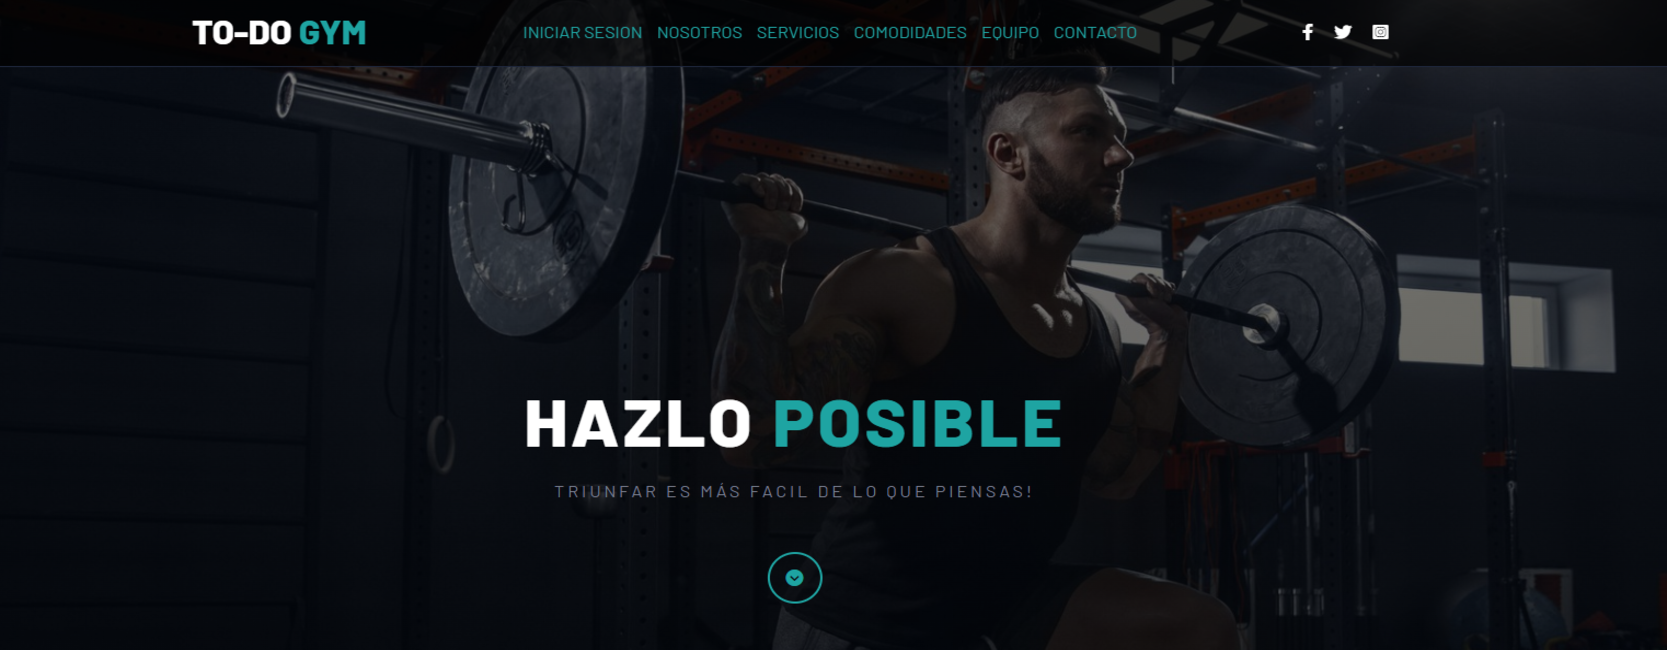 TO-DO GYM
INICIAR SESION NOSOTROS SERVICIOS COMODIDADES EQUIPO CONTACTO
HAZLO POSIBLE
TRIUNFAR ES MÁS FACIL DE LO QUE PIENSAS!